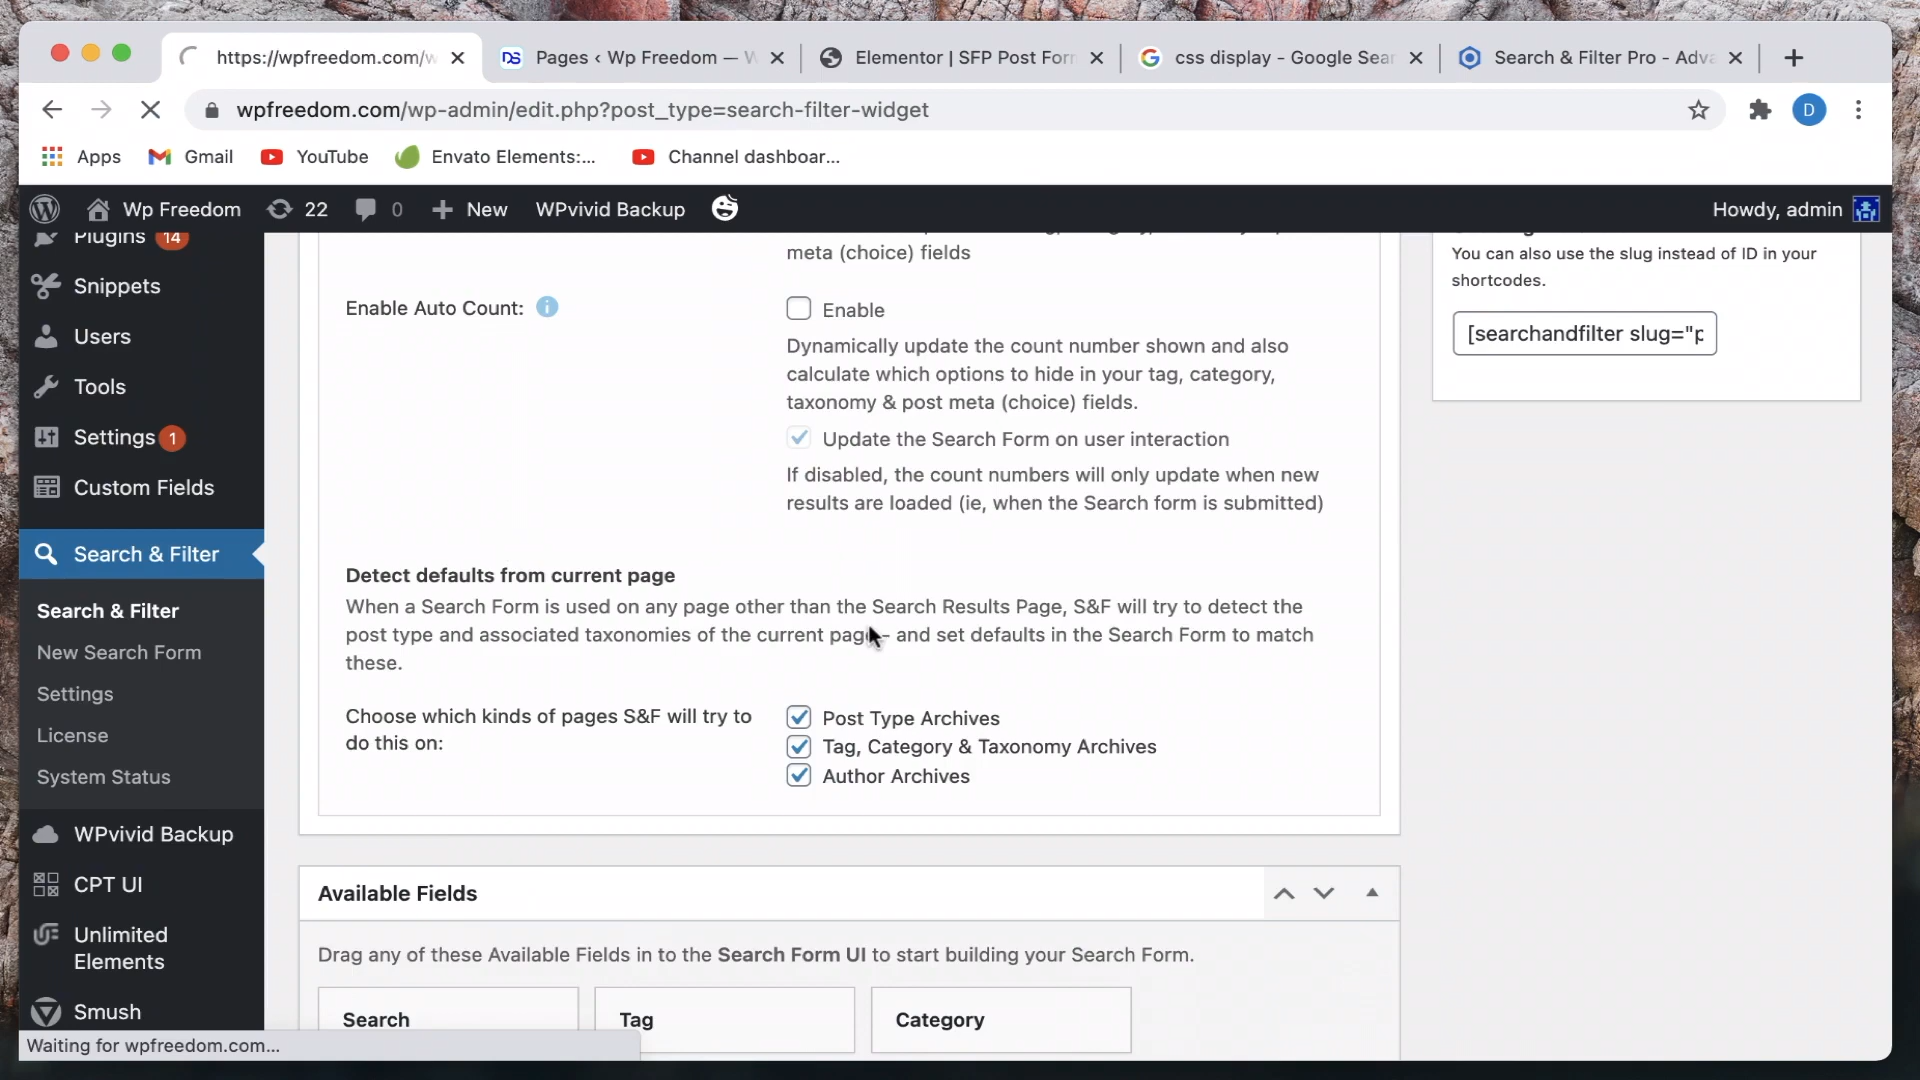 https://wpfreedom.com/w
Pages ‹ Wp Freedom — W
Elementor | SFP Post Form
css display - Google Sear
Search & Filter Pro - Adva
wpfreedom.com/wp-admin/edit.php?post_type=search-filter-widget
D
Apps
Gmail
YouTube
Envato Elements:...
Channel dashboar...
Wp Freedom
22
0
New
WPvivid Backup
Howdy, admin
Plugins 14
Snippets
Users
Tools
Settings 1
Custom Fields
Search & Filter
Search & Filter
New Search Form
Settings
License
System Status
WPvivid Backup
CPT UI
Unlimited
Elements
Smush
meta (choice) fields
Enable Auto Count:
Enable
Dynamically update the count number shown and also
calculate which options to hide in your tag, category,
taxonomy & post meta (choice) fields.
Update the Search Form on user interaction
If disabled, the count numbers will only update when new
results are loaded (ie, when the Search form is submitted)
Detect defaults from current page
When a Search Form is used on any page other than the Search Results Page, S&F will try to detect the
post type and associated taxonomies of the current page - and set defaults in the Search Form to match
these.
Choose which kinds of pages S&F will try to
do this on:
Post Type Archives
Tag, Category & Taxonomy Archives
Author Archives
Available Fields
Drag any of these Available Fields in to the Search Form UI to start building your Search Form.
Search
Tag
Category
You can also use the slug instead of ID in your
shortcodes.
[searchandfilter slug="p
Waiting for wpfreedom.com...